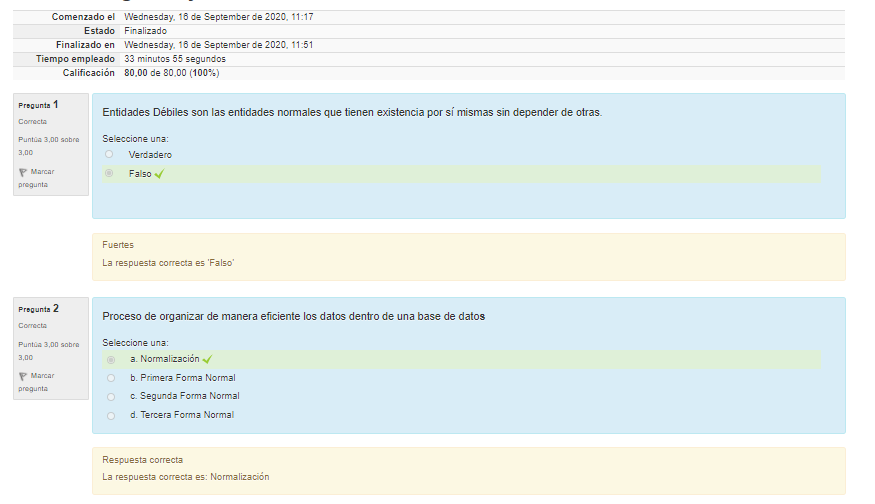 Comenzado el Wednesday, 16 de September de 2020, 11:17
Estado Finalizado
Finalizado en Wednesday, 16 de September de 2020, 11:51
Tiempo empleado 33 minutos 55 segundos
Calificación 80,00 de 80,00 (100%)
Pregunta 1
Correcta
Puntúa 3,00 sobre
3,00
Marcar
pregunta
Entidades Débiles son las entidades normales que tienen existencia por sí mismas sin depender de otras.
Seleccione una:
Verdadero
Falso
Fuertes
La respuesta correcta es 'Falso'
Pregunta 2
Correcta
Puntúa 3,00 sobre
3,00
Marcar
pregunta
Proceso de organizar de manera eficiente los datos dentro de una base de datos
Seleccione una:
a. Normalización
b. Primera Forma Normal
c. Segunda Forma Normal
d. Tercera Forma Normal
Respuesta correcta
La respuesta correcta es: Normalización